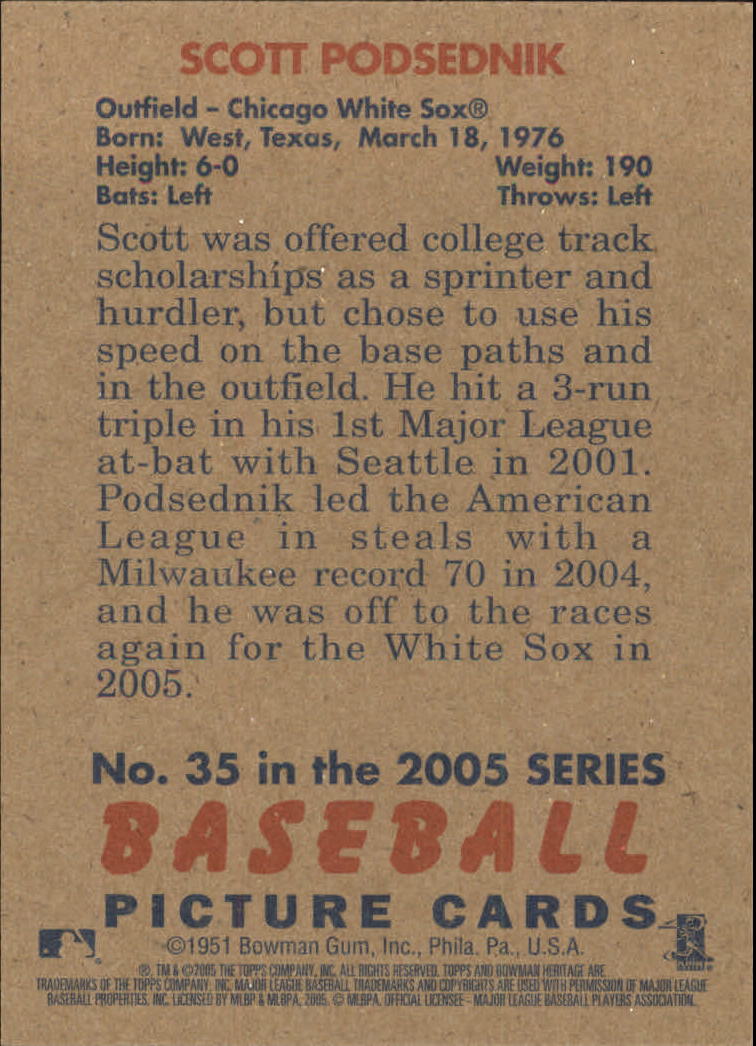 SCOTT PODSEDNIK
Outfield – Chicago White Sox®
Born: West, Texas, March 18, 1976
Height: 6-0 Weight: 190
Bats: Left Throws: Left
Scott was offered college track
scholarships as a sprinter and
hurdler, but chose to use his
speed on the base paths and
in the outfield. He hit a 3-run
triple in his 1st Major League
at-bat with Seattle in 2001.
Podsednik led the American
League in steals with a
Milwaukee record 70 in 2004,
and he was off to the races
again for the White Sox in
2005.
No. 35 in the 2005 SERIES
BASEBALL
PICTURE CARDS
©1951 Bowman Gum, Inc., Phila. Pa., U.S.A.
®, TM & ©2005 THE TOPPS COMPANY, INC. ALL RIGHTS RESERVED. TOPPS AND BOWMAN HERITAGE ARE
TRADEMARKS OF THE TOPPS COMPANY, INC. MAJOR LEAGUE BASEBALL TRADEMARKS AND COPYRIGHTS ARE USED WITH PERMISSION OF MAJOR LEAGUE
BASEBALL PROPERTIES, INC. LICENSED BY MLBP & MLBPA, 2005. © MLBPA. OFFICIAL LICENSEE - MAJOR LEAGUE BASEBALL PLAYERS ASSOCIATION.